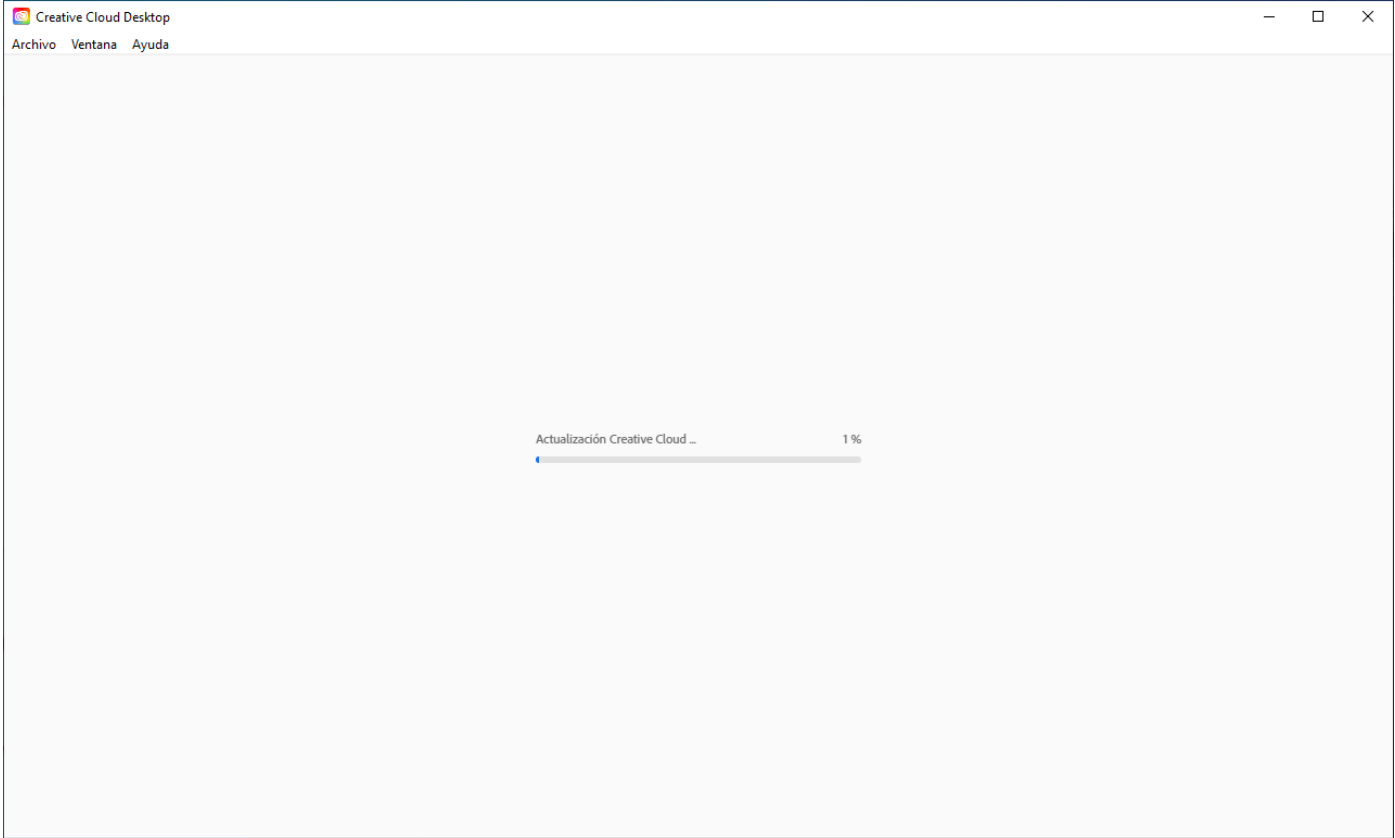 Creative Cloud Desktop
Archivo Ventana Ayuda
Actualización Creative Cloud ... 1 %